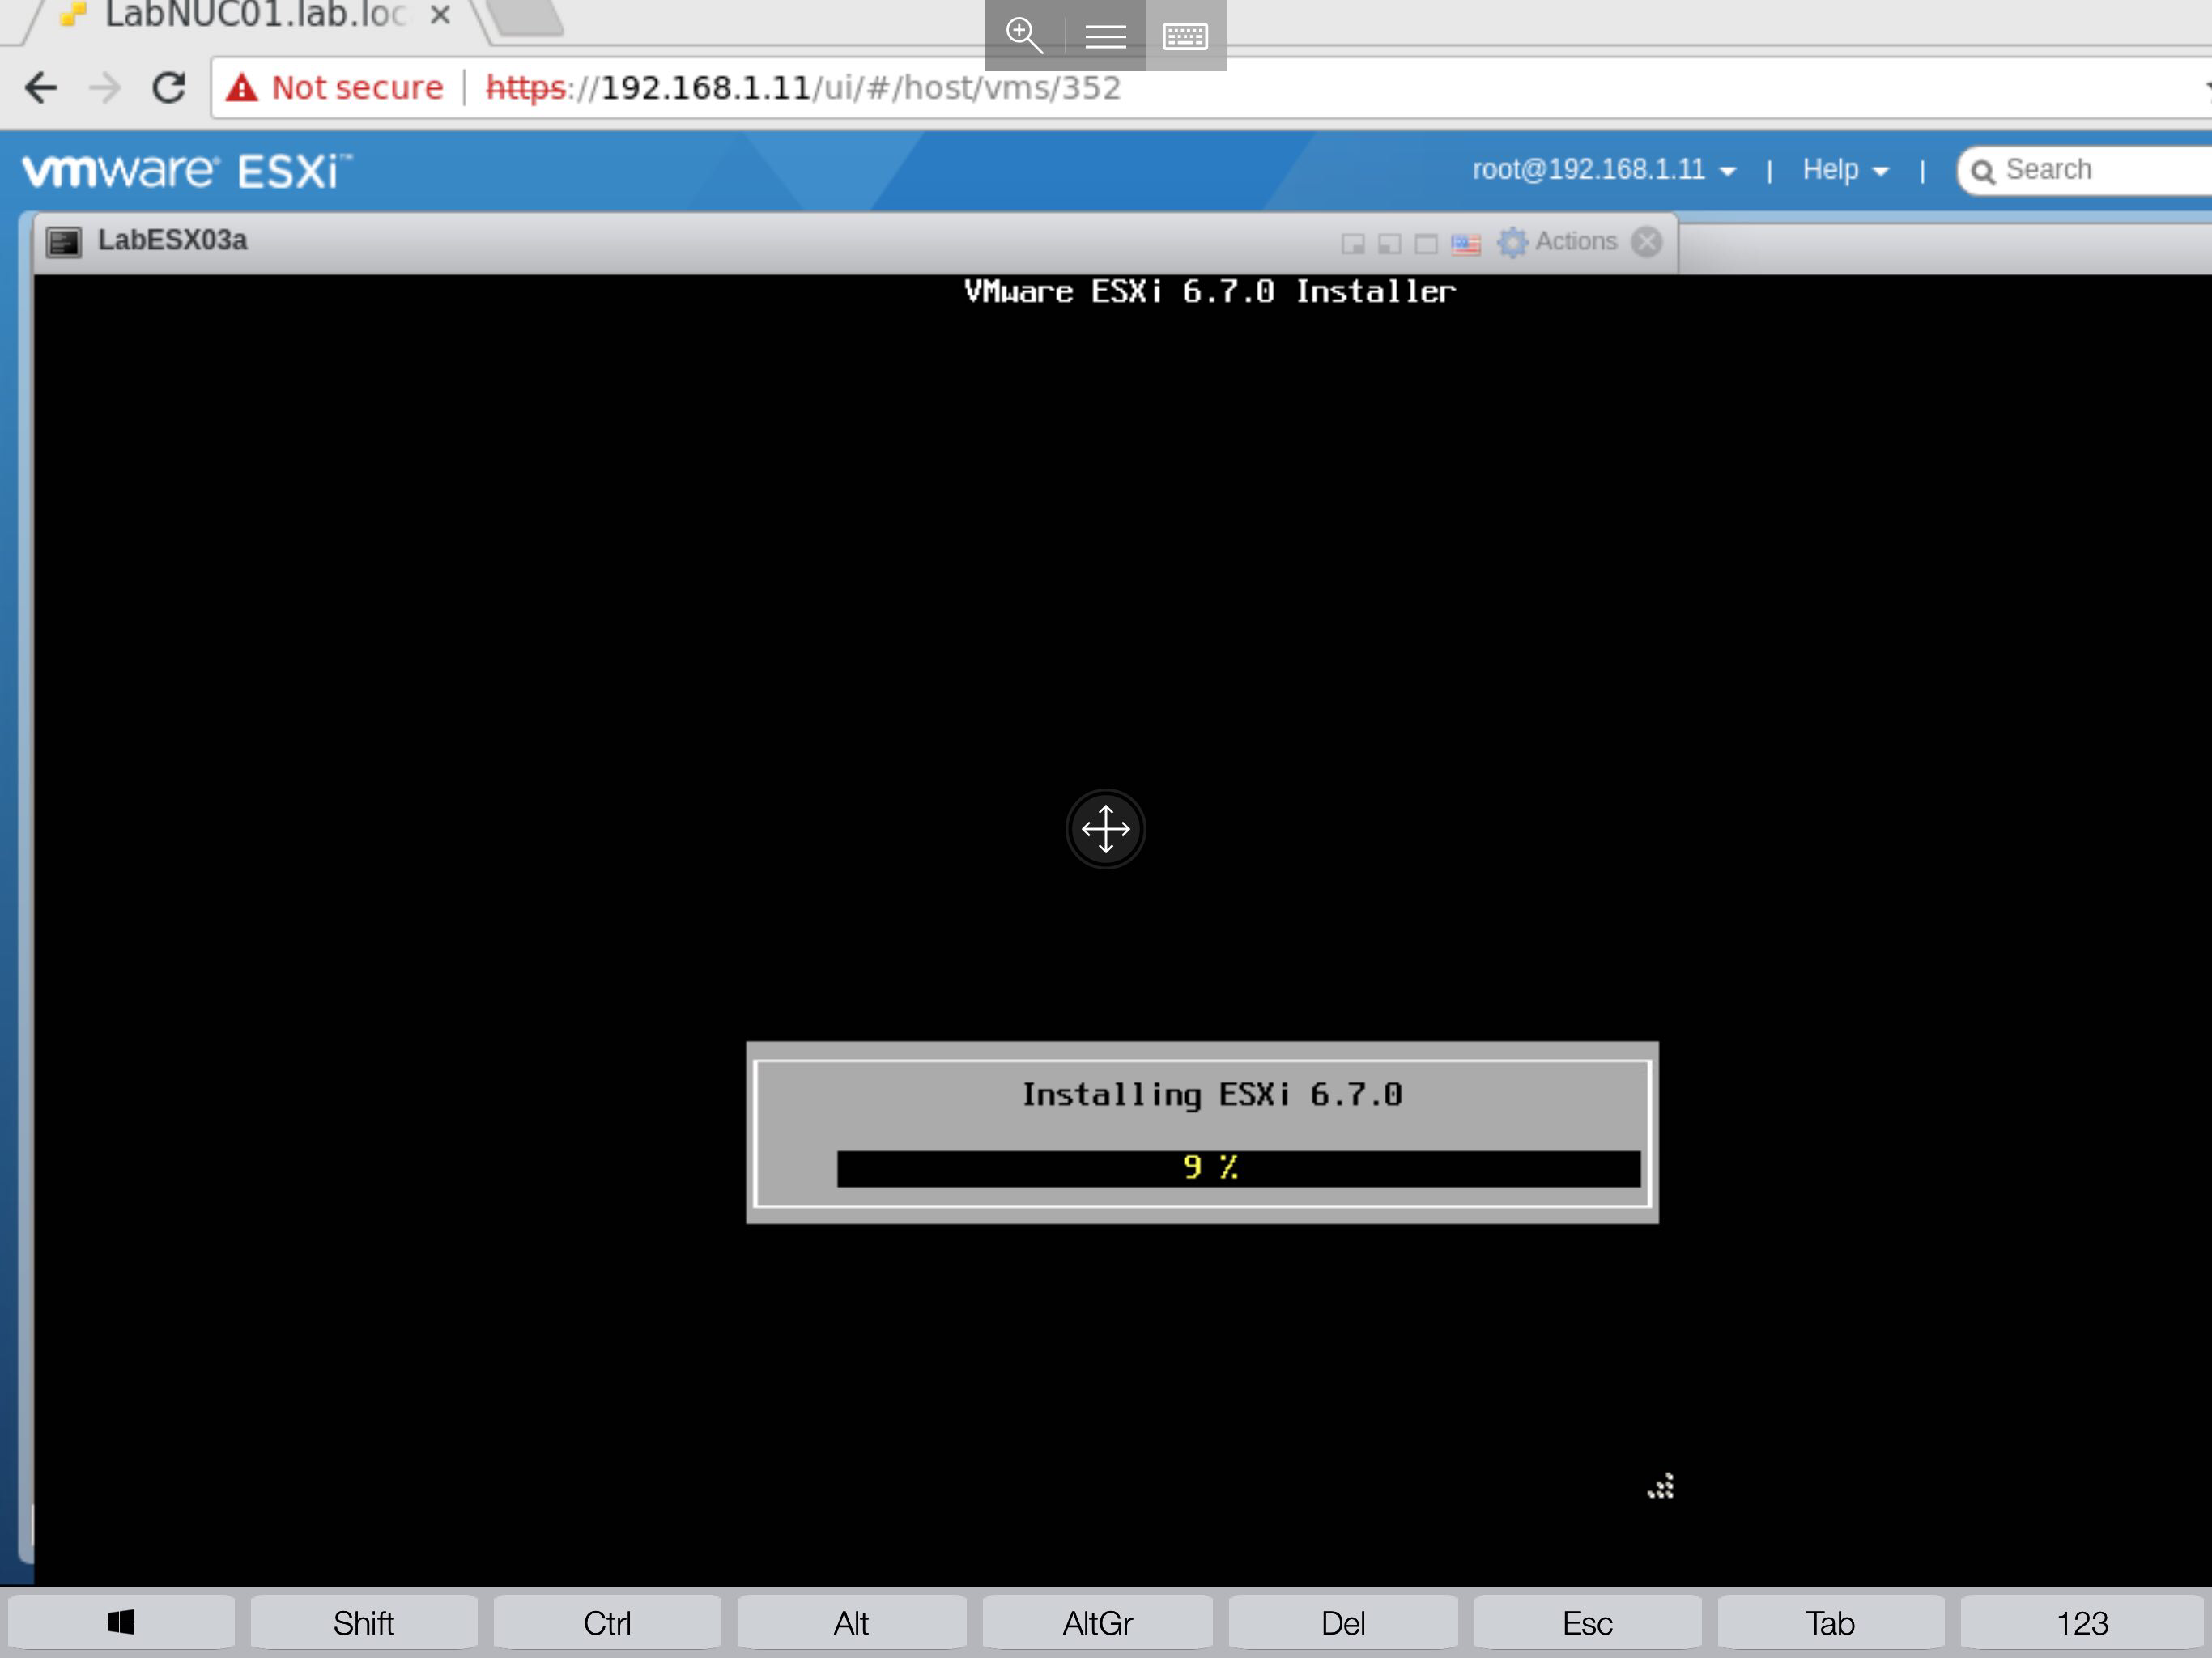 LabNUC01.lab.loc
Not secure | https://192.168.1.11/ui/#/host/vms/352
vmware® ESXi™
root@192.168.1.11 | Help | Search
LabESX03a
Actions
VMware ESXi 6.7.0 Installer
Installing ESXi 6.7.0
9 %
Shift Ctrl Alt AltGr Del Esc Tab 123